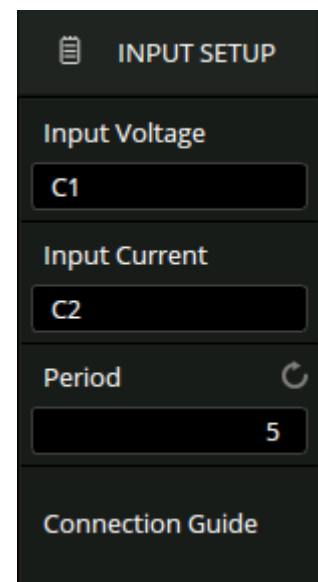 INPUT SETUP
Input Voltage
C1
Input Current
C2
Period
5
Connection Guide